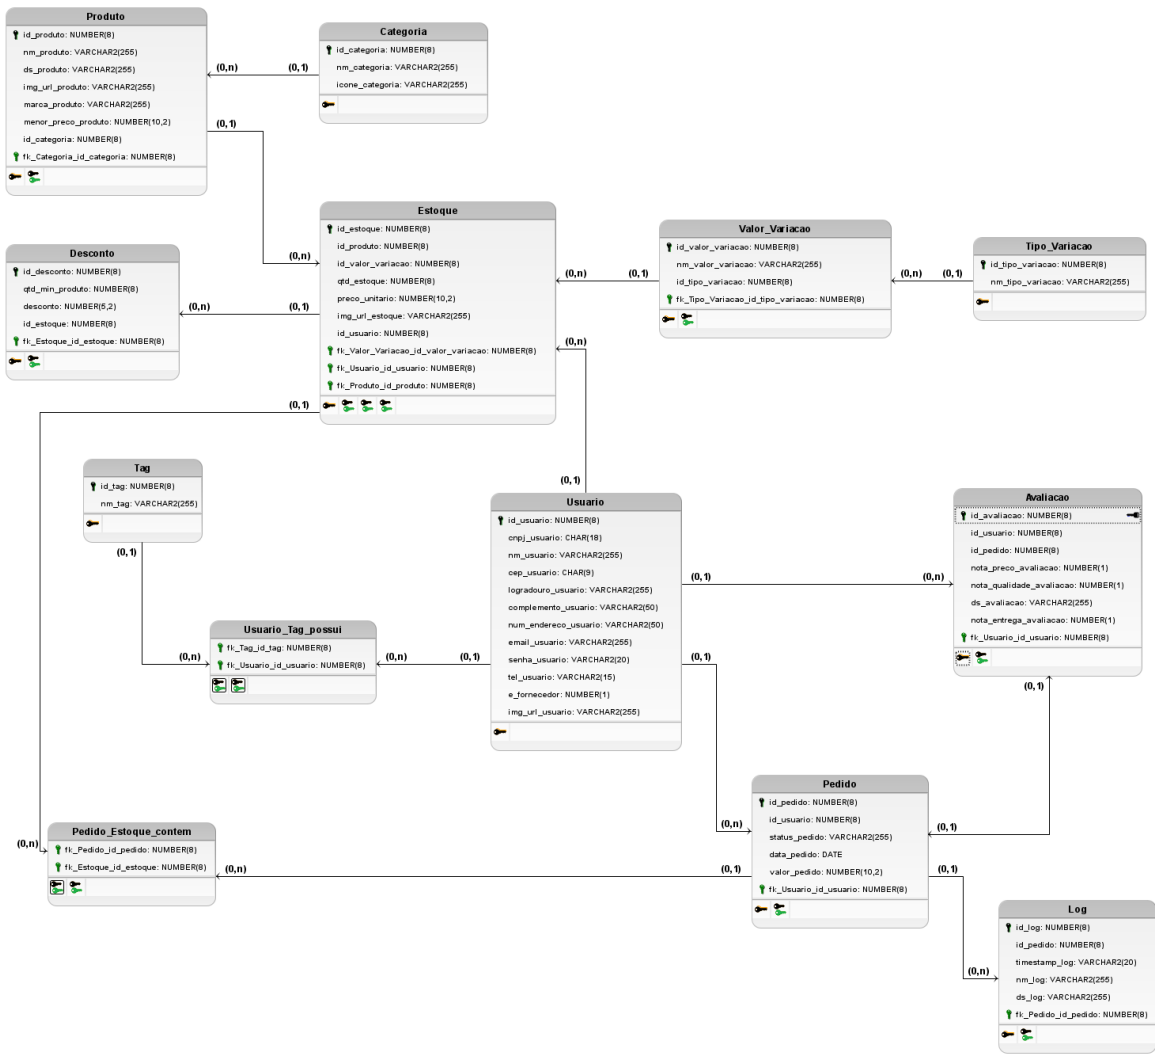 Produto
id_produto: NUMBER(8)
nm_produto: VARCHAR2(255)
ds_produto: VARCHAR2(255)
img_url_produto: VARCHAR2(255)
marca_produto: VARCHAR2(255)
menor_preco_produto: NUMBER(10,2)
id_categoria: NUMBER(8)
fk_Categoria_id_categoria: NUMBER(8)
(0,n)
(0,1)
Categoria
id_categoria: NUMBER(8)
nm_categoria: VARCHAR2(255)
icone_categoria: VARCHAR2(255)
(0,1)
(0,n)
Estoque
id_estoque: NUMBER(8)
id_produto: NUMBER(8)
id_valor_variacao: NUMBER(8)
qtd_estoque: NUMBER(8)
preco_unitario: NUMBER(10,2)
img_url_estoque: VARCHAR2(255)
id_usuario: NUMBER(8)
fk_Valor_Variacao_id_valor_variacao: NUMBER(8)
fk_Usuario_id_usuario: NUMBER(8)
fk_Produto_id_produto: NUMBER(8)
(0,n)
(0,1)
Valor_Variacao
id_valor_variacao: NUMBER(8)
nm_valor_variacao: VARCHAR2(255)
id_tipo_variacao: NUMBER(8)
fk_Tipo_Variacao_id_tipo_variacao: NUMBER(8)
(0,n)
(0,1)
Tipo_Variacao
id_tipo_variacao: NUMBER(8)
nm_tipo_variacao: VARCHAR2(255)
Desconto
id_desconto: NUMBER(8)
qtd_min_produto: NUMBER(8)
desconto: NUMBER(5,2)
id_estoque: NUMBER(8)
fk_Estoque_id_estoque: NUMBER(8)
(0,n)
(0,1)
(0,n)
(0,1)
(0,1)
Tag
id_tag: NUMBER(8)
nm_tag: VARCHAR2(255)
(0,1)
Usuario
id_usuario: NUMBER(8)
cnpj_usuario: CHAR(18)
nm_usuario: VARCHAR2(255)
cep_usuario: CHAR(9)
logradouro_usuario: VARCHAR2(255)
complemento_usuario: VARCHAR2(50)
num_endereco_usuario: VARCHAR2(50)
email_usuario: VARCHAR2(255)
senha_usuario: VARCHAR2(20)
tel_usuario: VARCHAR2(15)
e_fornecedor: NUMBER(1)
img_url_usuario: VARCHAR2(255)
(0,1)
(0,n)
Avaliacao
id_avaliacao: NUMBER(8)
id_usuario: NUMBER(8)
id_pedido: NUMBER(8)
nota_preco_avaliacao: NUMBER(1)
nota_qualidade_avaliacao: NUMBER(1)
ds_avaliacao: VARCHAR2(255)
nota_entrega_avaliacao: NUMBER(1)
fk_Usuario_id_usuario: NUMBER(8)
(0,1)
Usuario_Tag_possui
fk_Tag_id_tag: NUMBER(8)
fk_Usuario_id_usuario: NUMBER(8)
(0,n)
(0,n)
(0,1)
(0,1)
(0,n)
Pedido
id_pedido: NUMBER(8)
id_usuario: NUMBER(8)
status_pedido: VARCHAR2(255)
data_pedido: DATE
valor_pedido: NUMBER(10,2)
fk_Usuario_id_usuario: NUMBER(8)
(0,1)
(0,1)
(0,n)
Pedido_Estoque_contem
fk_Pedido_id_pedido: NUMBER(8)
fk_Estoque_id_estoque: NUMBER(8)
(0,n)
(0,n)
(0,1)
Log
id_log: NUMBER(8)
id_pedido: NUMBER(8)
timestamp_log: VARCHAR2(20)
nm_log: VARCHAR2(255)
ds_log: VARCHAR2(255)
fk_Pedido_id_pedido: NUMBER(8)